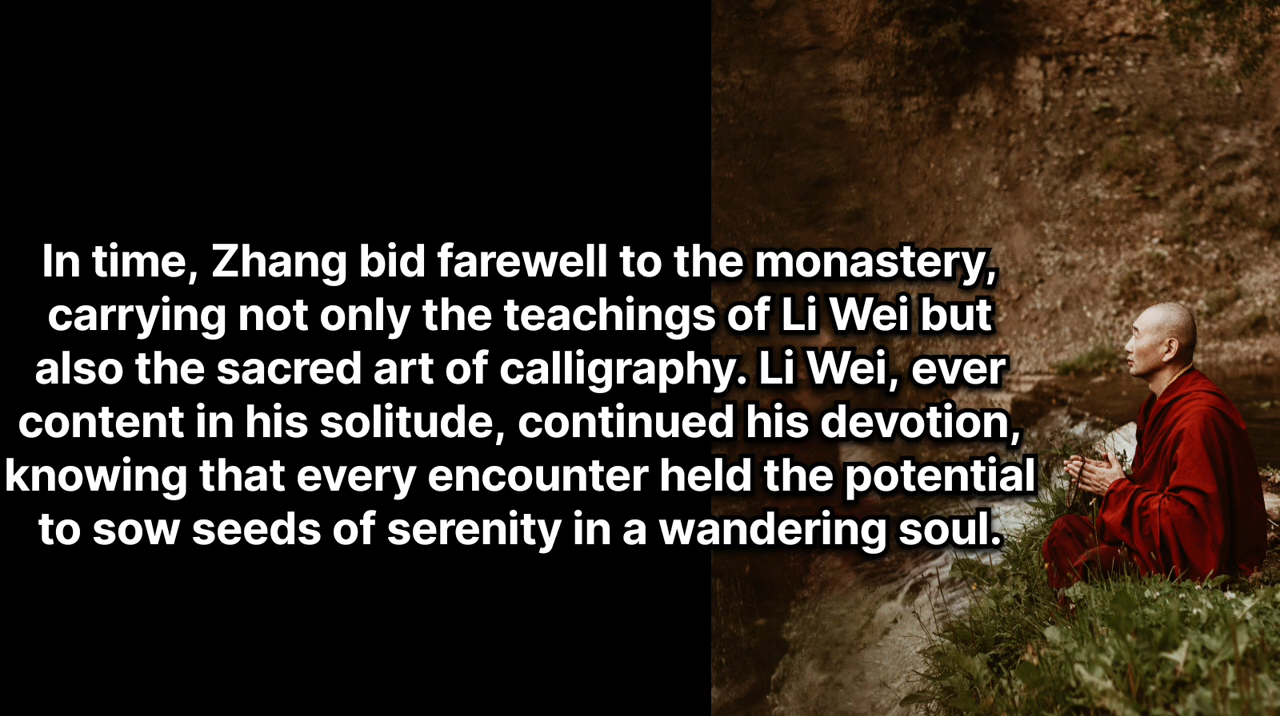 In time, Zhang bid farewell to the monastery,
carrying not only the teachings of Li Wei but
also the sacred art of calligraphy. Li Wei, ever
content in his solitude, continued his devotion,
knowing that every encounter held the potential
to sow seeds of serenity in a wandering soul.